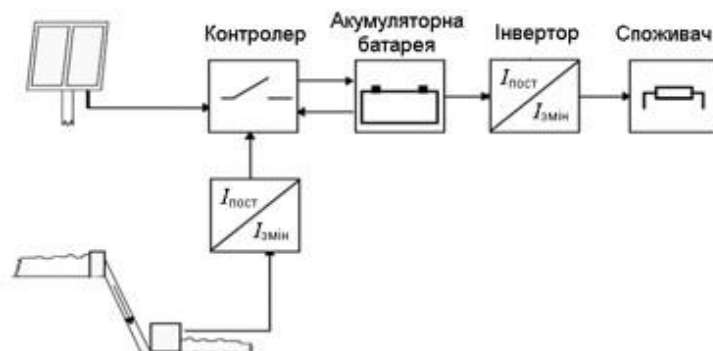 Контролер
Акумуляторна
батарея
Інвертор
Споживач
Iпост
Iзмін
Iпост
Iзмін